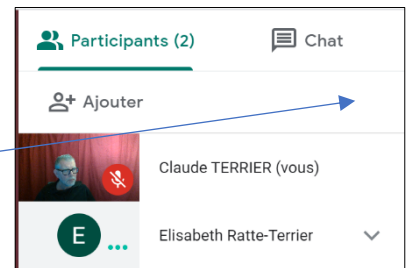 Participants (2) Chat
Ajouter
Claude TERRIER (vous)
E Elisabeth Ratte-Terrier